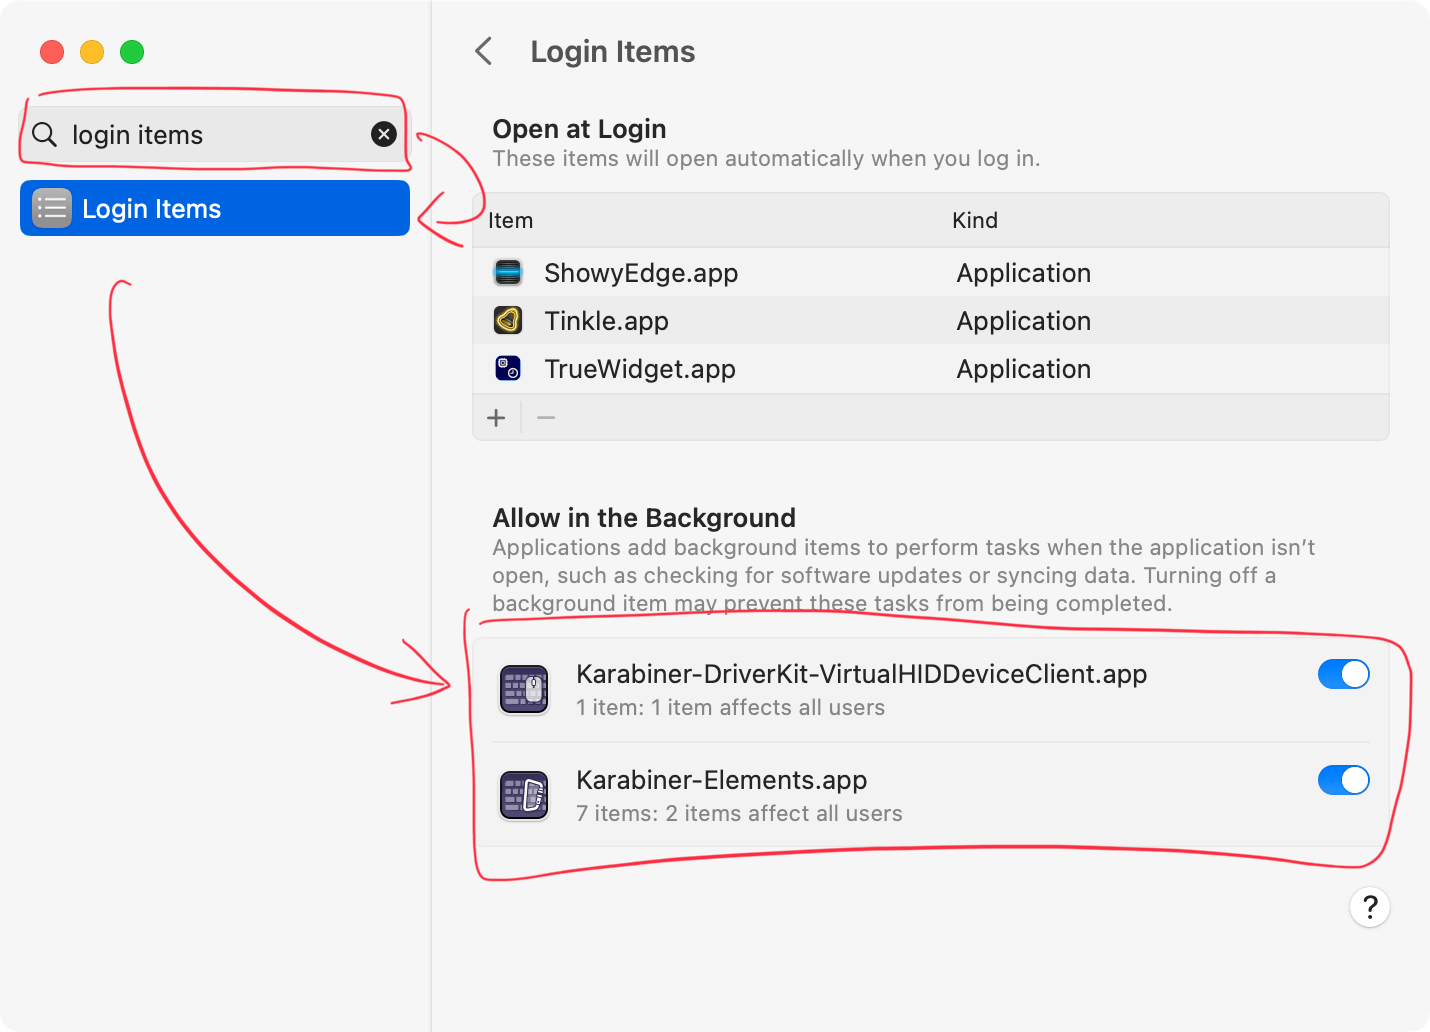 login items
Login Items
Login Items
Open at Login
These items will open automatically when you log in.
Item Kind
ShowyEdge.app Application
Tinkle.app Application
TrueWidget.app Application
Allow in the Background
Applications add background items to perform tasks when the application isn’t
open, such as checking for software updates or syncing data. Turning off a
background item may prevent these tasks from being completed.
Karabiner-DriverKit-VirtualHIDDeviceClient.app
1 item: 1 item affects all users
Karabiner-Elements.app
7 items: 2 items affect all users
?